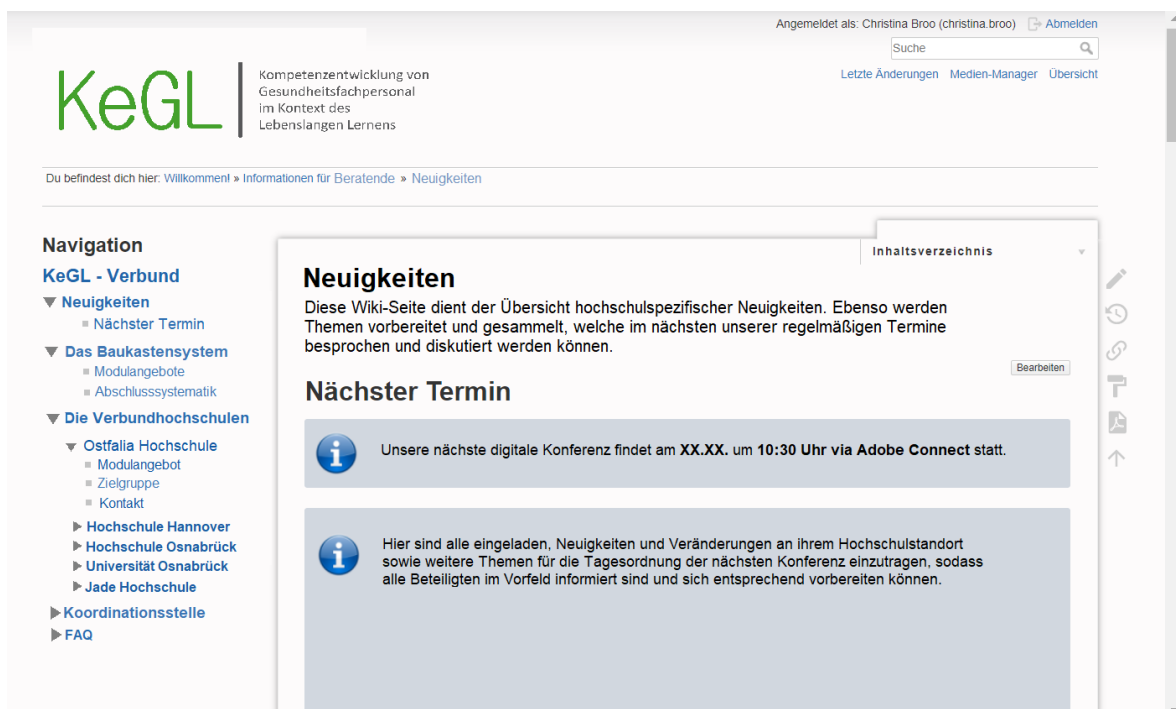 Angemeldet als: Christina Broo (christina.broo) Abmelden
Suche
Letzte Änderungen Medien-Manager Übersicht
KeGL
Kompetenzentwicklung von
Gesundheitsfachpersonal
im Kontext des
Lebenslangen Lernens
Du befindest dich hier: Willkommen! » Informationen für Beratende » Neuigkeiten
Navigation
KeGL - Verbund
Neuigkeiten
Nächster Termin
Das Baukastensystem
Modulangebote
Abschlusssystematik
Die Verbundhochschulen
Ostfalia Hochschule
Modulangebot
Zielgruppe
Kontakt
Hochschule Hannover
Hochschule Osnabrück
Universität Osnabrück
Jade Hochschule
Koordinationsstelle
FAQ
Inhaltsverzeichnis
Neuigkeiten
Diese Wiki-Seite dient der Übersicht hochschulspezifischer Neuigkeiten. Ebenso werden
Themen vorbereitet und gesammelt, welche im nächsten unserer regelmäßigen Termine
besprochen und diskutiert werden können.
Bearbeiten
Nächster Termin
Unsere nächste digitale Konferenz findet am XX.XX. um 10:30 Uhr via Adobe Connect statt.
Hier sind alle eingeladen, Neuigkeiten und Veränderungen an ihrem Hochschulstandort
sowie weitere Themen für die Tagesordnung der nächsten Konferenz einzutragen, sodass
alle Beteiligten im Vorfeld informiert sind und sich entsprechend vorbereiten können.